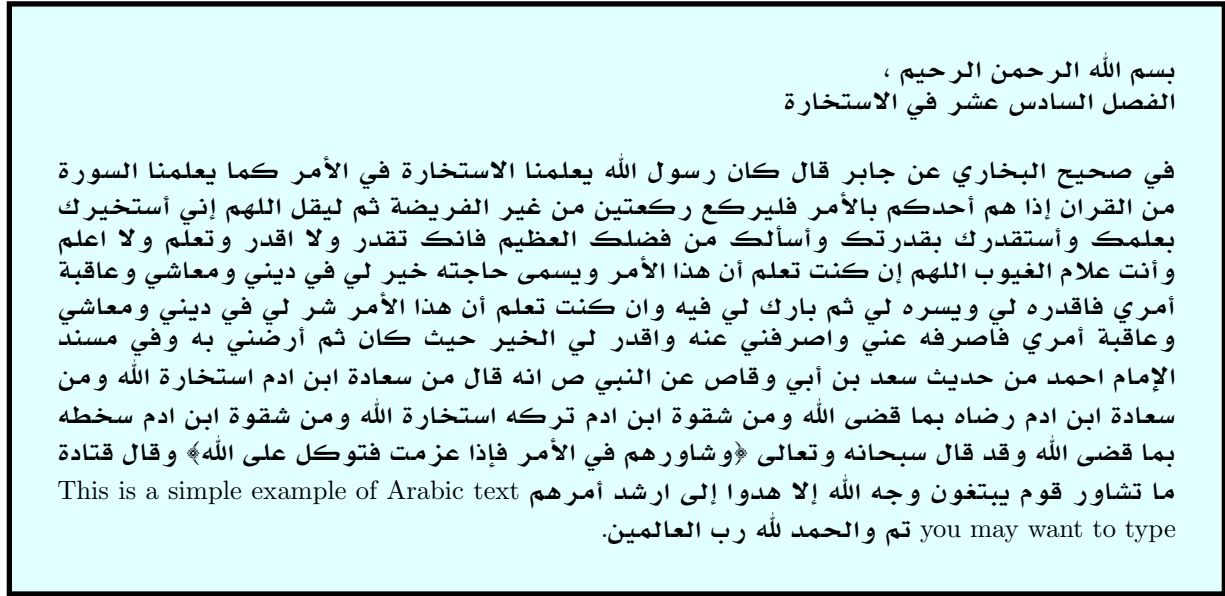 بسم الله الرحمن الرحيم ،
الفصل السادس عشر في الاستخارة
في صحيح البخاري عن جابر قال كان رسول الله يعلمنا الاستخارة في الأمر كما يعلمنا السورة
من القران إذا هم أحدكم بالأمر فليركع ركعتين من غير الفريضة ثم ليقل اللهم إني أستخيرك
بعلمك وأستقدرك بقدرتك وأسألك من فضلك العظيم فانك تقدر ولا اقدر وتعلم ولا اعلم
وأنت علام الغيوب اللهم إن كنت تعلم أن هذا الأمر ويسمى حاجته خير لي في ديني ومعاشي وعاقبة
أمري فاقدره لي ويسره لي ثم بارك لي فيه وان كنت تعلم أن هذا الأمر شر لي في ديني ومعاشي
وعاقبة أمري فاصرفه عني واصرفني عنه واقدر لي الخير حيث كان ثم أرضني به وفي مسند
الإمام احمد من حديث سعد بن أبي وقاص عن النبي ص انه قال من سعادة ابن ادم استخارة الله ومن
سعادة ابن ادم رضاه بما قضى الله ومن شقوة ابن ادم تركه استخارة الله ومن شقوة ابن ادم سخطه
بما قضى الله وقد قال سبحانه وتعالى ﴿وشاورهم في الأمر فإذا عزمت فتوكل على الله﴾ وقال قتادة
ما تشاور قوم يبتغون وجه الله إلا هدوا إلى ارشد أمرهم This is a simple example of Arabic text
you may want to type تم والحمد لله رب العالمين.